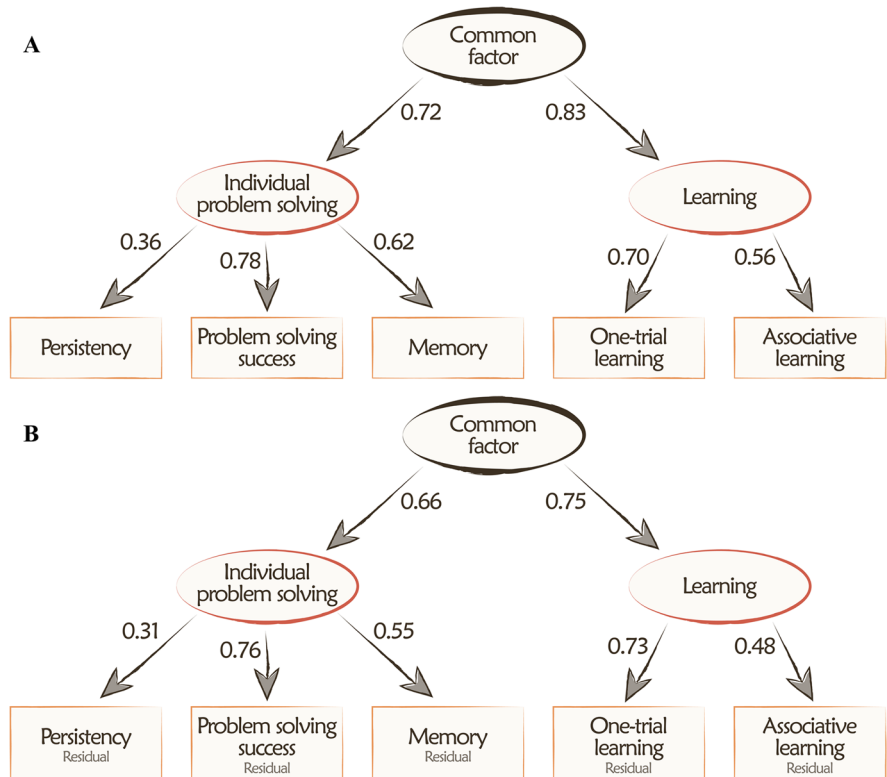 A
Common
factor
0.72
0.83
Individual
problem solving
Learning
0.36
0.78
0.62
0.70
0.56
Persistency
Problem solving
success
Memory
One-trial
learning
Associative
learning
B
Common
factor
0.66
0.75
Individual
problem solving
Learning
0.31
0.76
0.55
0.73
0.48
Persistency
Residual
Problem solving
success
Residual
Memory
Residual
One-trial
learning
Residual
Associative
learning
Residual